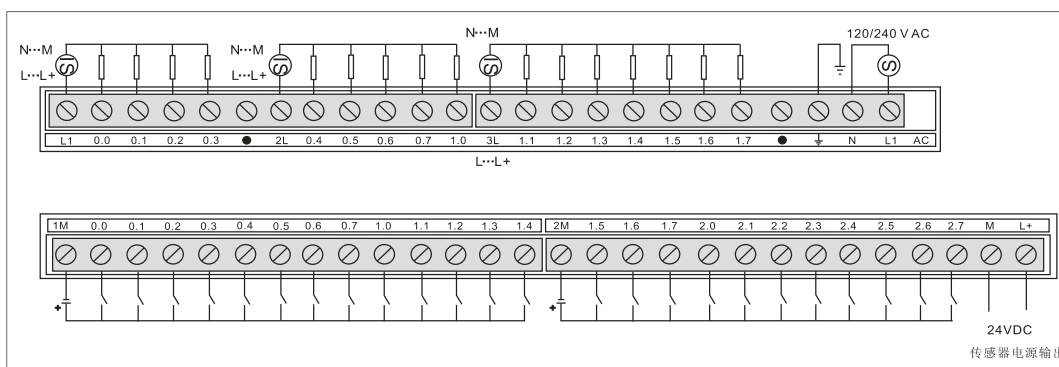 N···M
N···M
N···M
120/240 V AC
L···L+
L···L+
L1 0.0 0.1 0.2 0.3 ● 2L 0.4 0.5 0.6 0.7 1.0 3L 1.1 1.2 1.3 1.4 1.5 1.6 1.7 ● ⏚ N L1 AC
L···L+
1M 0.0 0.1 0.2 0.3 0.4 0.5 0.6 0.7 1.0 1.1 1.2 1.3 1.4 2M 1.5 1.6 1.7 2.0 2.1 2.2 2.3 2.4 2.5 2.6 2.7 M L+
+ +
24VDC
传感器电源输出